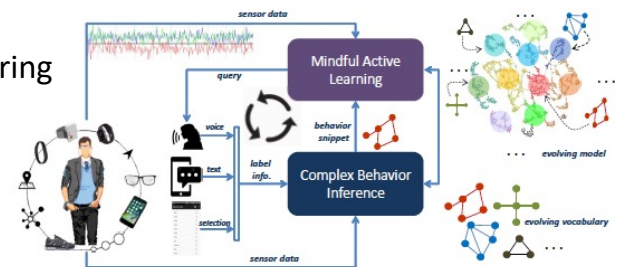 sensor data
ring
Mindful Active
Learning
query
voice
behavior
snippet
label
info.
text
Complex Behavior
Inference
selection
sensor data
... 
...
...
... evolving model
evolving vocabulary
...